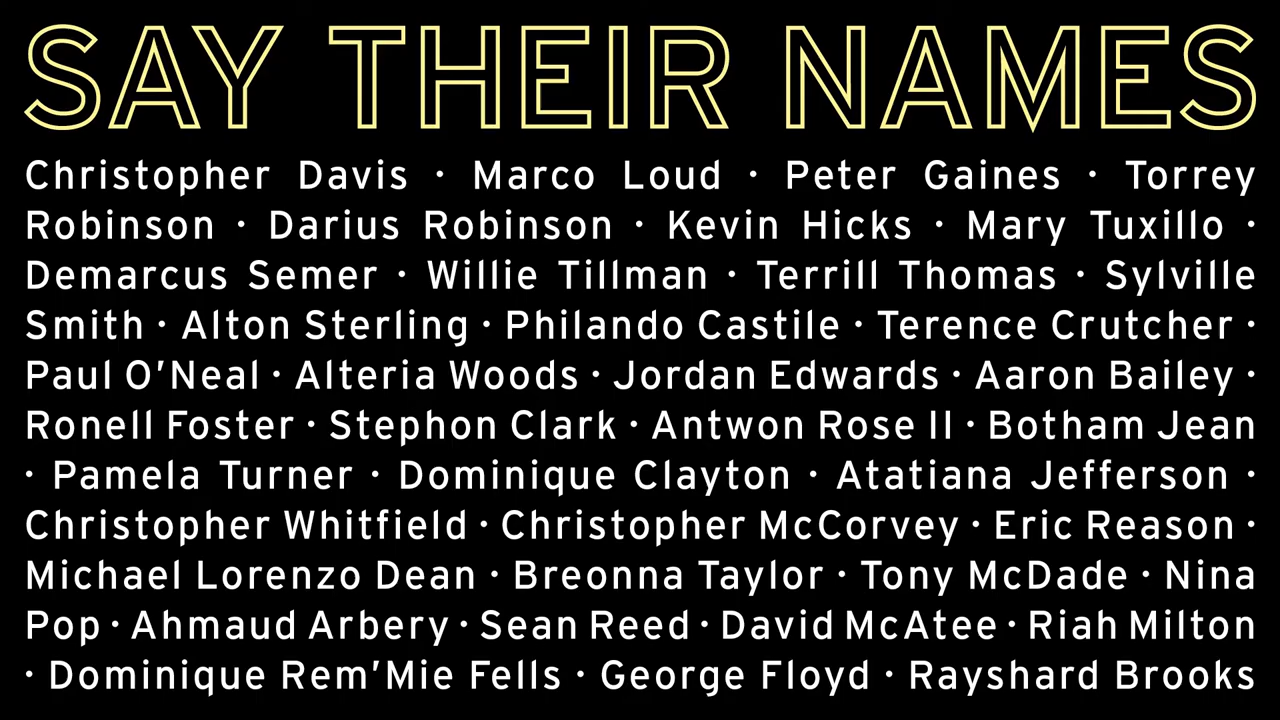 SAY THEIR NAMES
Christopher Davis · Marco Loud · Peter Gaines · Torrey
Robinson · Darius Robinson · Kevin Hicks · Mary Tuxillo ·
Demarcus Semer · Willie Tillman · Terrill Thomas · Sylville
Smith · Alton Sterling · Philando Castile · Terence Crutcher ·
Paul O’Neal · Alteria Woods · Jordan Edwards · Aaron Bailey ·
Ronell Foster · Stephon Clark · Antwon Rose II · Botham Jean
· Pamela Turner · Dominique Clayton · Atatiana Jefferson ·
Christopher Whitfield · Christopher McCorvey · Eric Reason ·
Michael Lorenzo Dean · Breonna Taylor · Tony McDade · Nina
Pop · Ahmaud Arbery · Sean Reed · David McAtee · Riah Milton
· Dominique Rem’Mie Fells · George Floyd · Rayshard Brooks